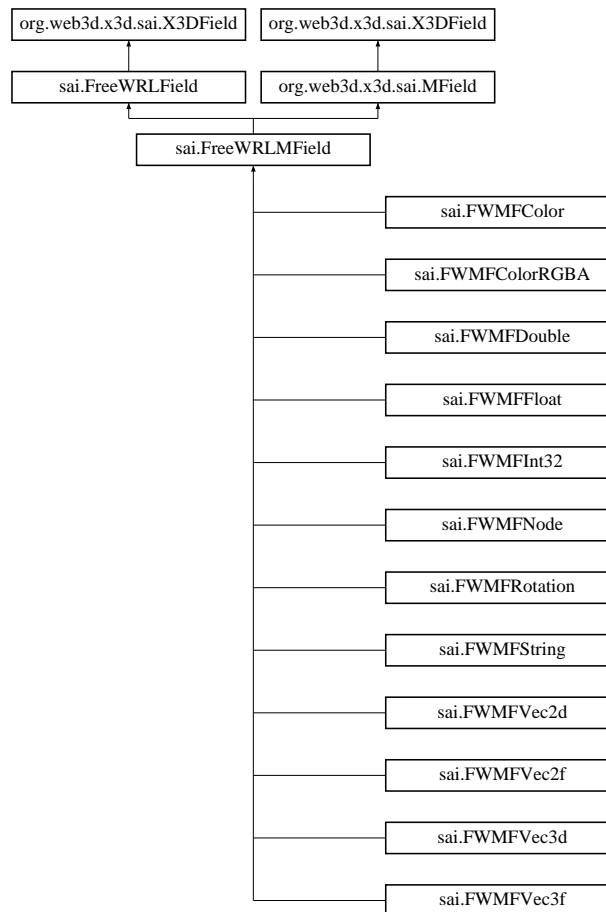 org.web3d.x3d.sai.X3DField org.web3d.x3d.sai.X3DField
sai.FreeWRLField org.web3d.x3d.sai.MField
sai.FreeWRLMField
sai.FWMFColor
sai.FWMFColorRGBA
sai.FWMFDouble
sai.FWMFFloat
sai.FWMFInt32
sai.FWMFNode
sai.FWMFRotation
sai.FWMFString
sai.FWMFVec2d
sai.FWMFVec2f
sai.FWMFVec3d
sai.FWMFVec3f